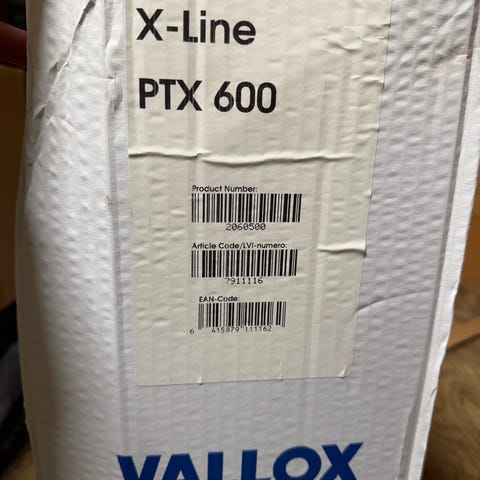 X-Line
PTX 600
Product Number:
2060500
Article Code/LVI-numero:
7911116
EAN-Code:
6 415879 111162
VALLOX